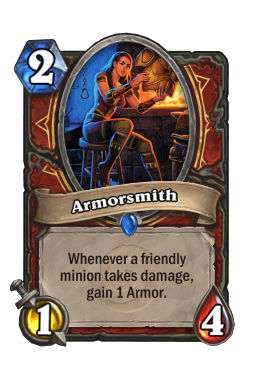 2
Armorsmith
Whenever a friendly
minion takes damage,
gain 1 Armor.
1
4